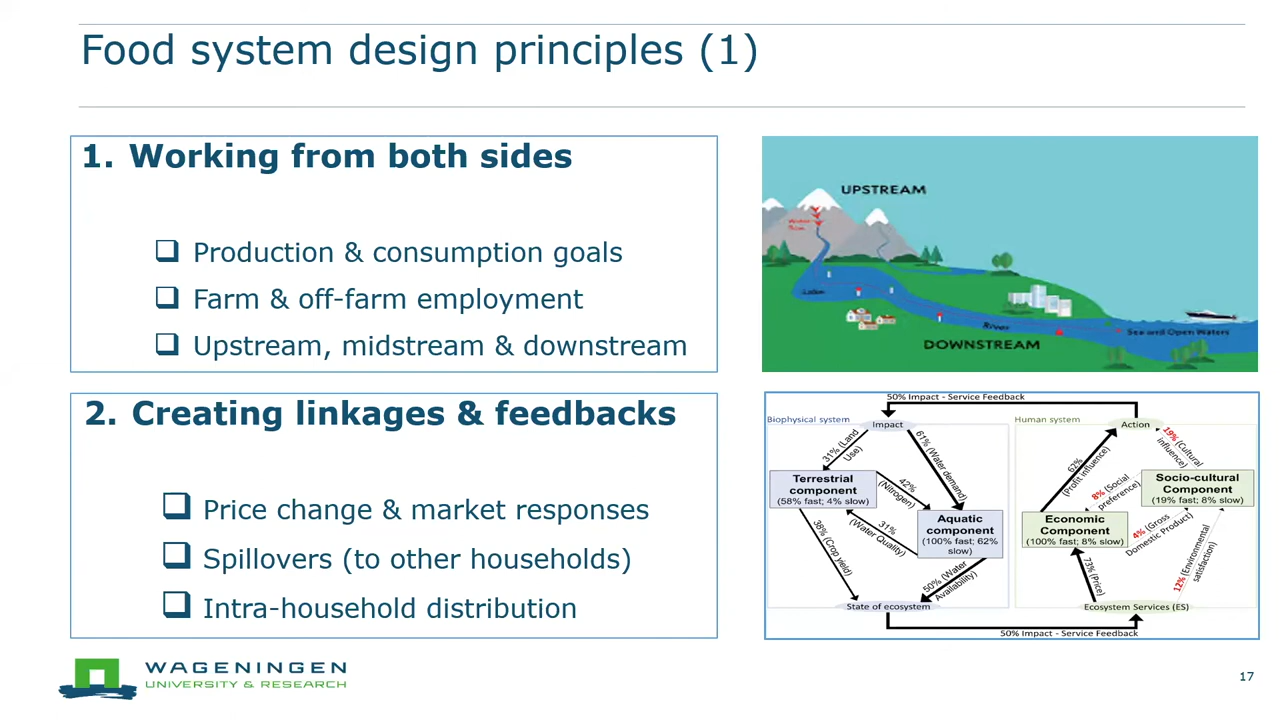 Food system design principles (1)
1. Working from both sides
Production & consumption goals
Farm & off-farm employment
Upstream, midstream & downstream
2. Creating linkages & feedbacks
Price change & market responses
Spillovers (to other households)
Intra-household distribution
UPSTREAM
River
Sea and Open Waters
DOWNSTREAM
50% Impact - Service Feedback
Biophysical system
Impact
31% (Land
Use)
61% (Water demand)
Terrestrial
component
(58% fast; 4% slow)
42%
(Nitrogen)
31%
(Water Quality)
Aquatic
component
(100% fast; 62%
slow)
38% (Crop yield)
50% (Water
Availability)
State of ecosystem
Human system
Action
19% (Cultural
influence)
62%
(Profit influence)
8% (Social
preference)
Socio-cultural
Component
(19% fast; 8% slow)
Economic
Component
(100% fast; 8% slow)
4% (Gross
Domestic Product)
73% (Price)
12% (Environmental
satisfaction)
Ecosystem Services (ES)
50% Impact - Service Feedback
WAGENINGEN
UNIVERSITY & RESEARCH
17